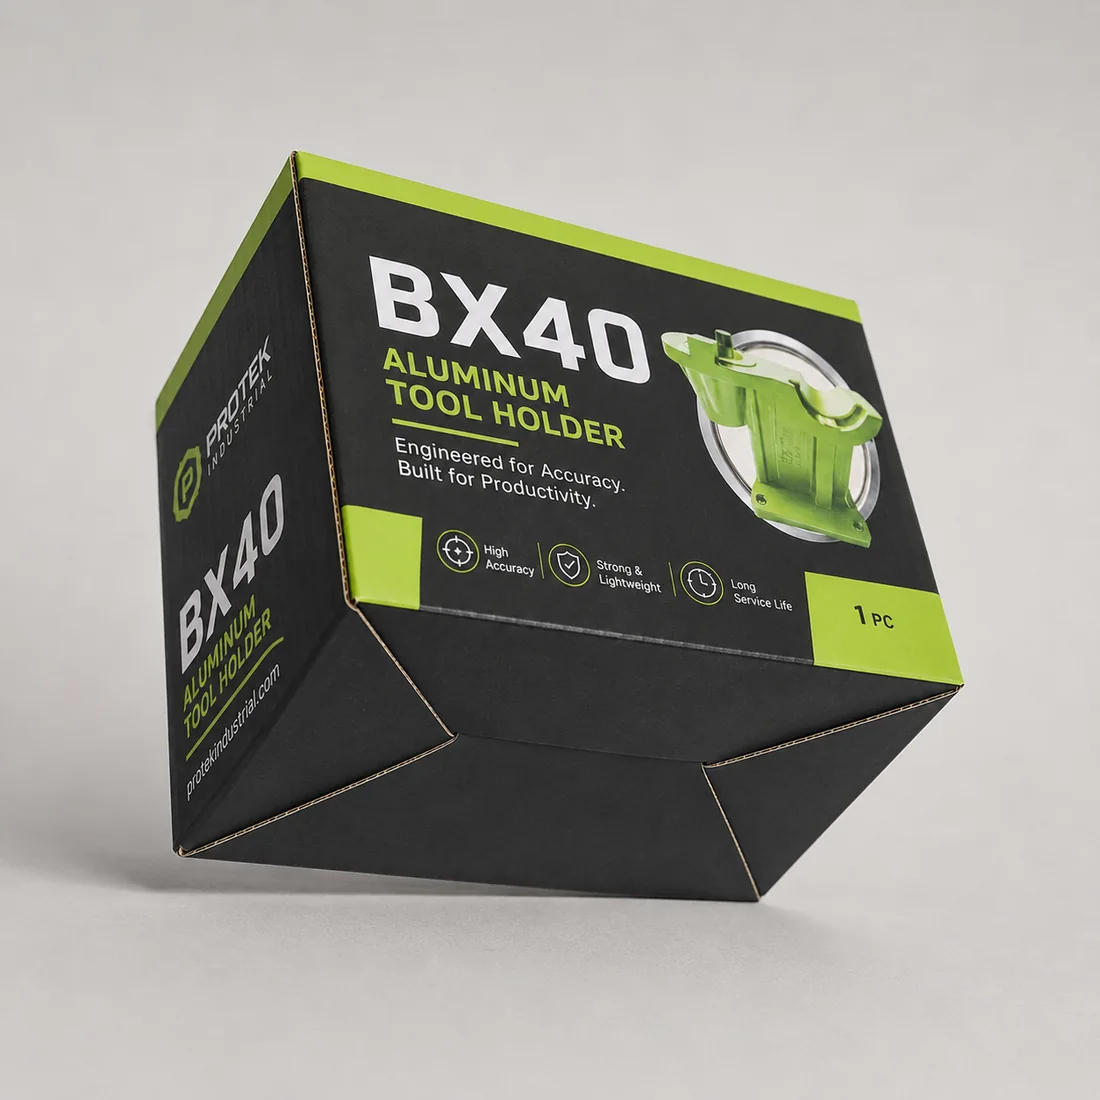 BX40
ALUMINUM
TOOL HOLDER
Engineered for Accuracy.
Built for Productivity.
High
Accuracy
Strong &
Lightweight
Long
Service Life
1 PC
P
PROTEK
INDUSTRIAL
BX40
ALUMINUM
TOOL HOLDER
protekindustrial.com